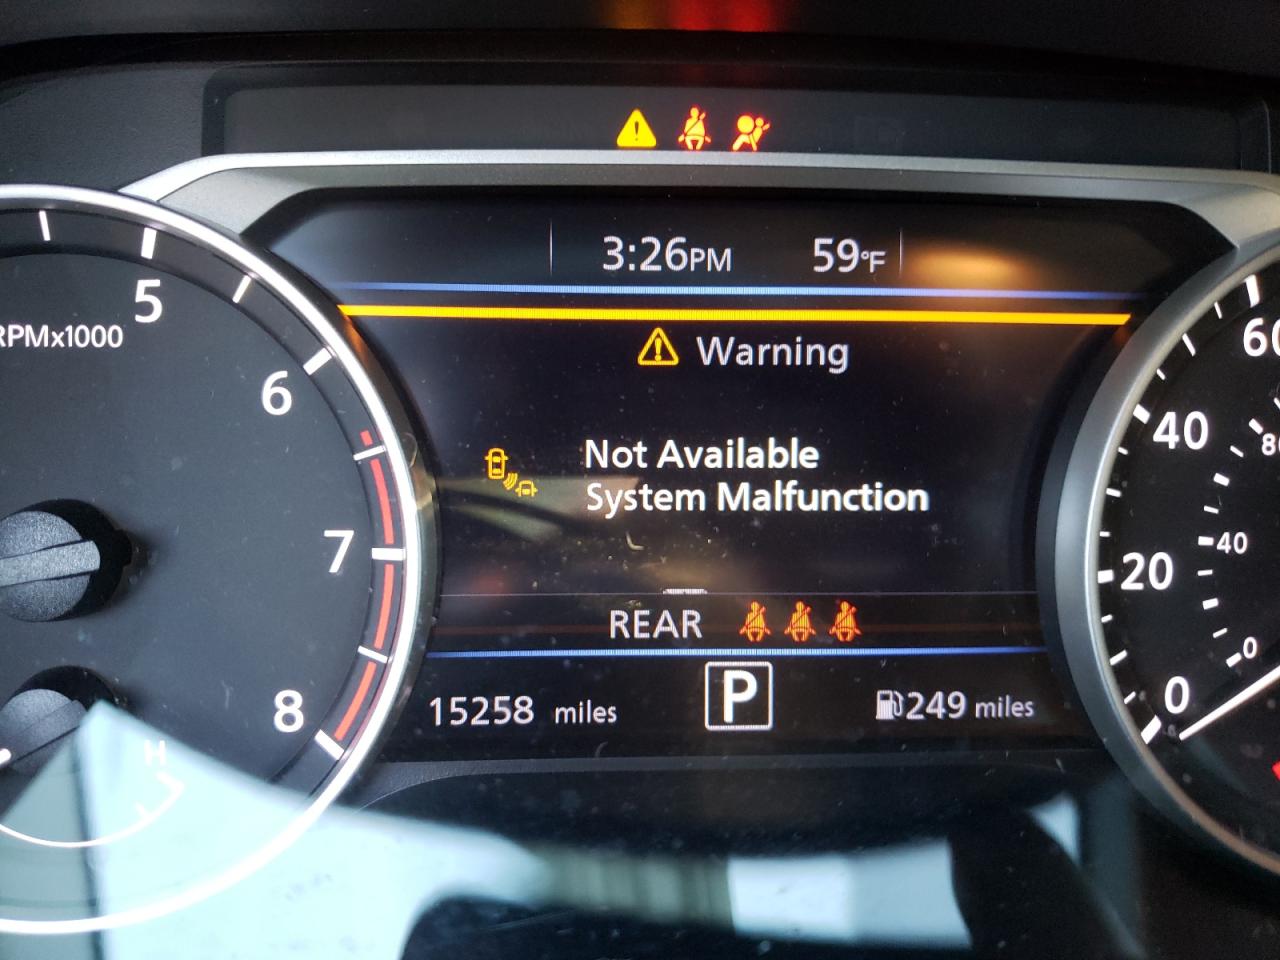 3:26PM 59°F
5
RPMx1000
6
7
8
H
Warning
Not Available
System Malfunction
REAR
15258 miles
P
249 miles
60
40
80
20
40
0
0